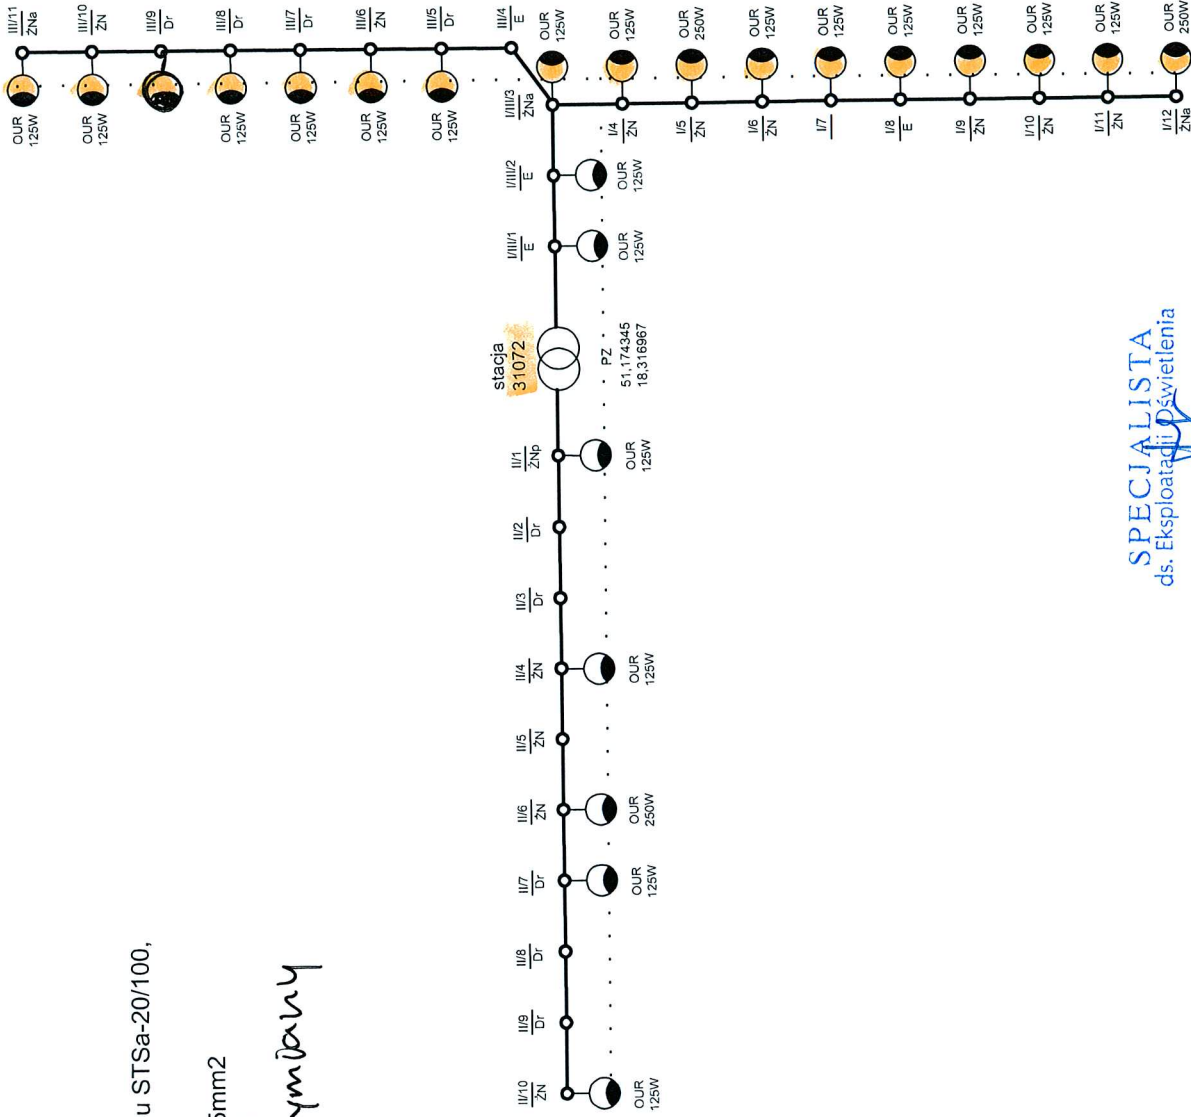 III/11
ŻNa
III/10
ŻN
III/9
Dr
III/8
Dr
III/7
Dr
III/6
ŻN
III/5
Dr
III/4
E
OUR
125W
OUR
125W
OUR
125W
OUR
125W
OUR
125W
OUR
125W
I/III/3
ŻNa
OUR
125W
I/4
ŻN
OUR
125W
I/5
ŻN
OUR
250W
I/6
ŻN
OUR
125W
I/7
OUR
125W
I/8
E
OUR
125W
I/9
ŻN
OUR
125W
I/10
ŻN
OUR
125W
I/11
ŻN
OUR
125W
I/12
ŻNa
OUR
250W
I/III/2
E
OUR
125W
I/III/1
E
OUR
125W
stacja
31072
PZ
51,174345
18,316967
II/1
ŻNp
OUR
125W
II/2
Dr
II/3
Dr
II/4
ŻN
OUR
125W
II/5
ŻN
II/6
ŻN
OUR
250W
II/7
Dr
OUR
125W
II/8
Dr
II/9
Dr
II/10
ŻN
OUR
125W
u STSa-20/100,
mm2
ymiany
SPECJALISTA
ds. Eksploatacji Oświetlenia